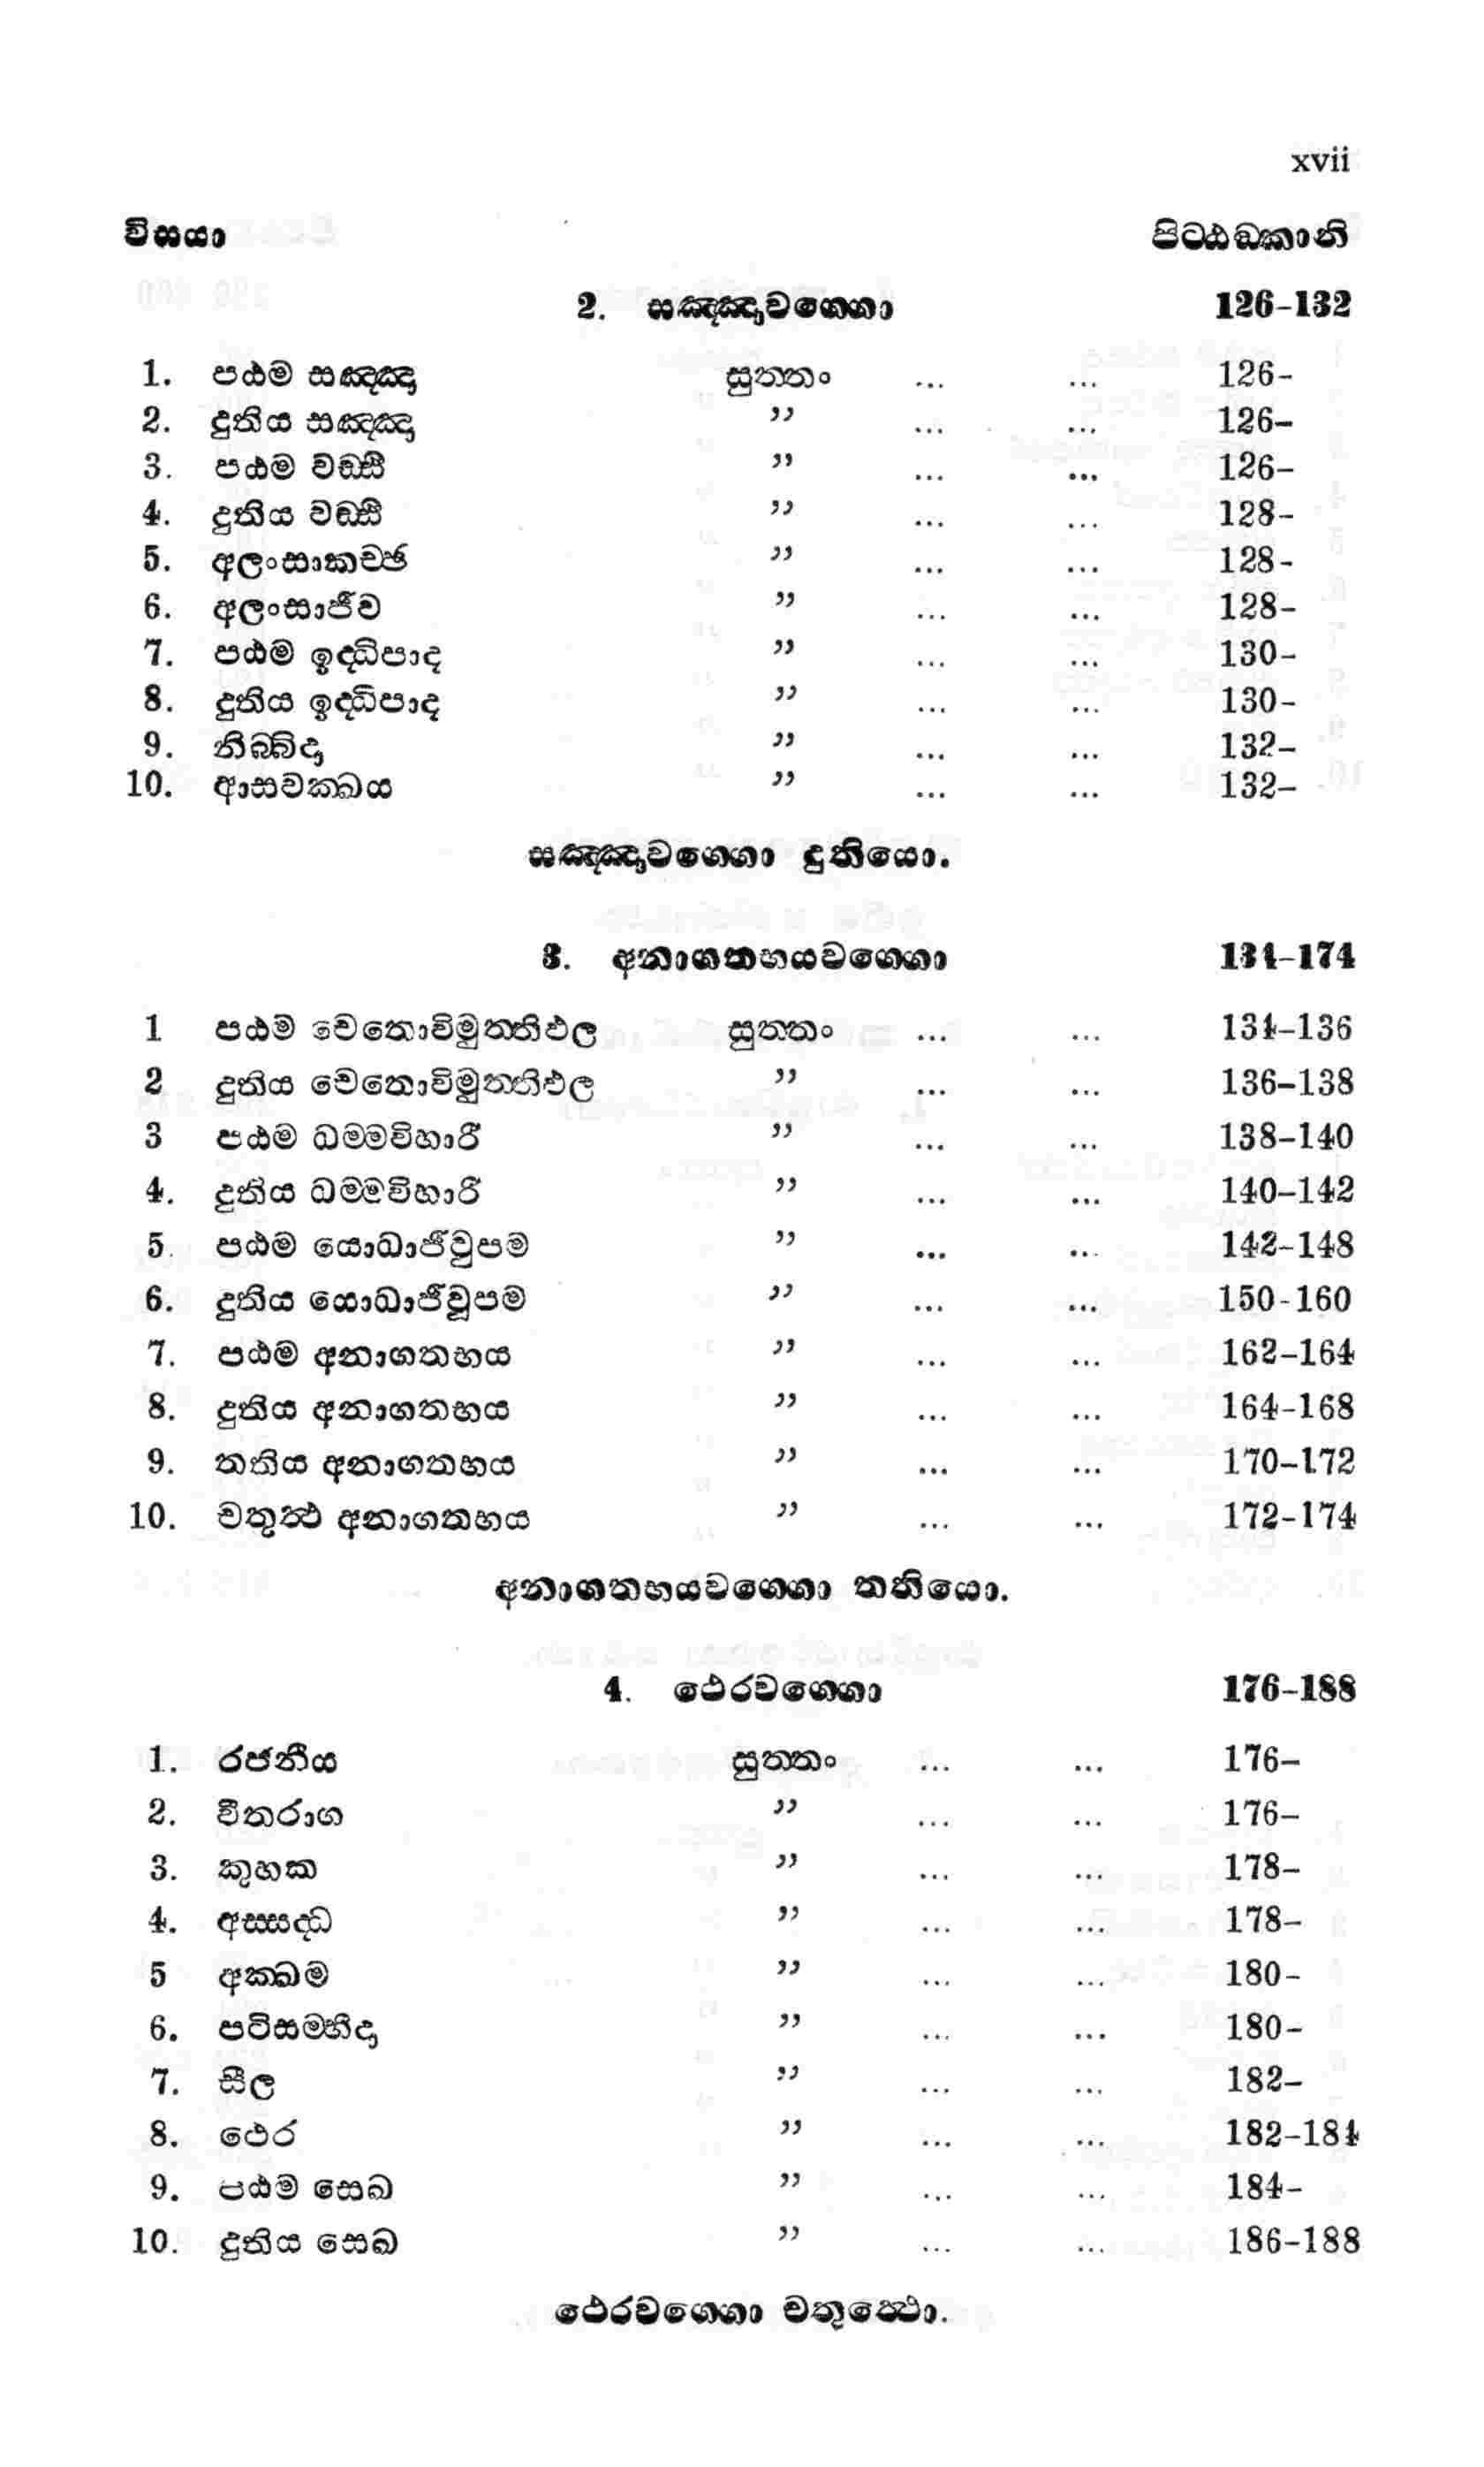 xvii
විසයා පිට්ඨඞ්කානි
2. සඤ්ඤාවග්ගො 126-132
1. පඨම සඤ්ඤා සුත්තං ... ... 126-
2. දුතිය සඤ්ඤා ” ... ... 126-
3. පඨම වඩ්ඪි ” ... ... 126-
4. දුතිය වඩ්ඪි ” ... ... 128-
5. අලංසාකච්ඡ ” ... ... 128-
6. අලංසාජීව ” ... ... 128-
7. පඨම ඉද්ධිපාද ” ... ... 130-
8. දුතිය ඉද්ධිපාද ” ... ... 130-
9. නිබ්බිදා ” ... ... 132-
10. ආසවක්ඛය ” ... ... 132-
සඤ්ඤාවග්ගො දුතියො.
3. අනාගතභයවග්ගො 134-174
1 පඨම චෙතොවිමුත්තිඵල සුත්තං ... ... 134-136
2 දුතිය චෙතොවිමුත්තිඵල ” ... ... 136-138
3 පඨම ධම්මවිහාරී ” ... ... 138-140
4. දුතිය ධම්මවිහාරී ” ... ... 140-142
5. පඨම යොධාජීවුපම ” ... ... 142-148
6. දුතිය යොධාජීවූපම ” ... ... 150-160
7. පඨම අනාගතභය ” ... ... 162-164
8. දුතිය අනාගතභය ” ... ... 164-168
9. තතිය අනාගතභය ” ... ... 170-172
10. චතුත්ථ අනාගතභය ” ... ... 172-174
අනාගතභයවග්ගො තතියො.
4. ථෙරවග්ගො 176-188
1. රජනීය සුත්තං ... ... 176-
2. වීතරාග ” ... ... 176-
3. කුහක ” ... ... 178-
4. අස්සද්ධ ” ... ... 178-
5 අක්ඛම ” ... ... 180-
6. පටිසම්භිදා ” ... ... 180-
7. සීල ” ... ... 182-
8. ථෙර ” ... ... 182-184
9. පඨම සෙඛ ” ... ... 184-
10. දුතිය සෙඛ ” ... ... 186-188
ථෙරවග්ගො චතුත්ථො.